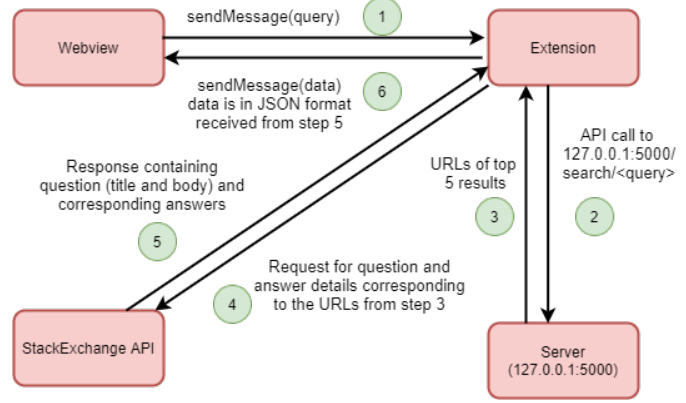 sendMessage(query)
1
Webview
Extension
sendMessage(data)
data is in JSON format
received from step 5
6
API call to
127.0.0.1:5000/
search/<query>
2
URLs of top
5 results
3
Response containing
question (title and body) and
corresponding answers
5
Request for question and
answer details corresponding
to the URLs from step 3
4
StackExchange API
Server
(127.0.0.1:5000)